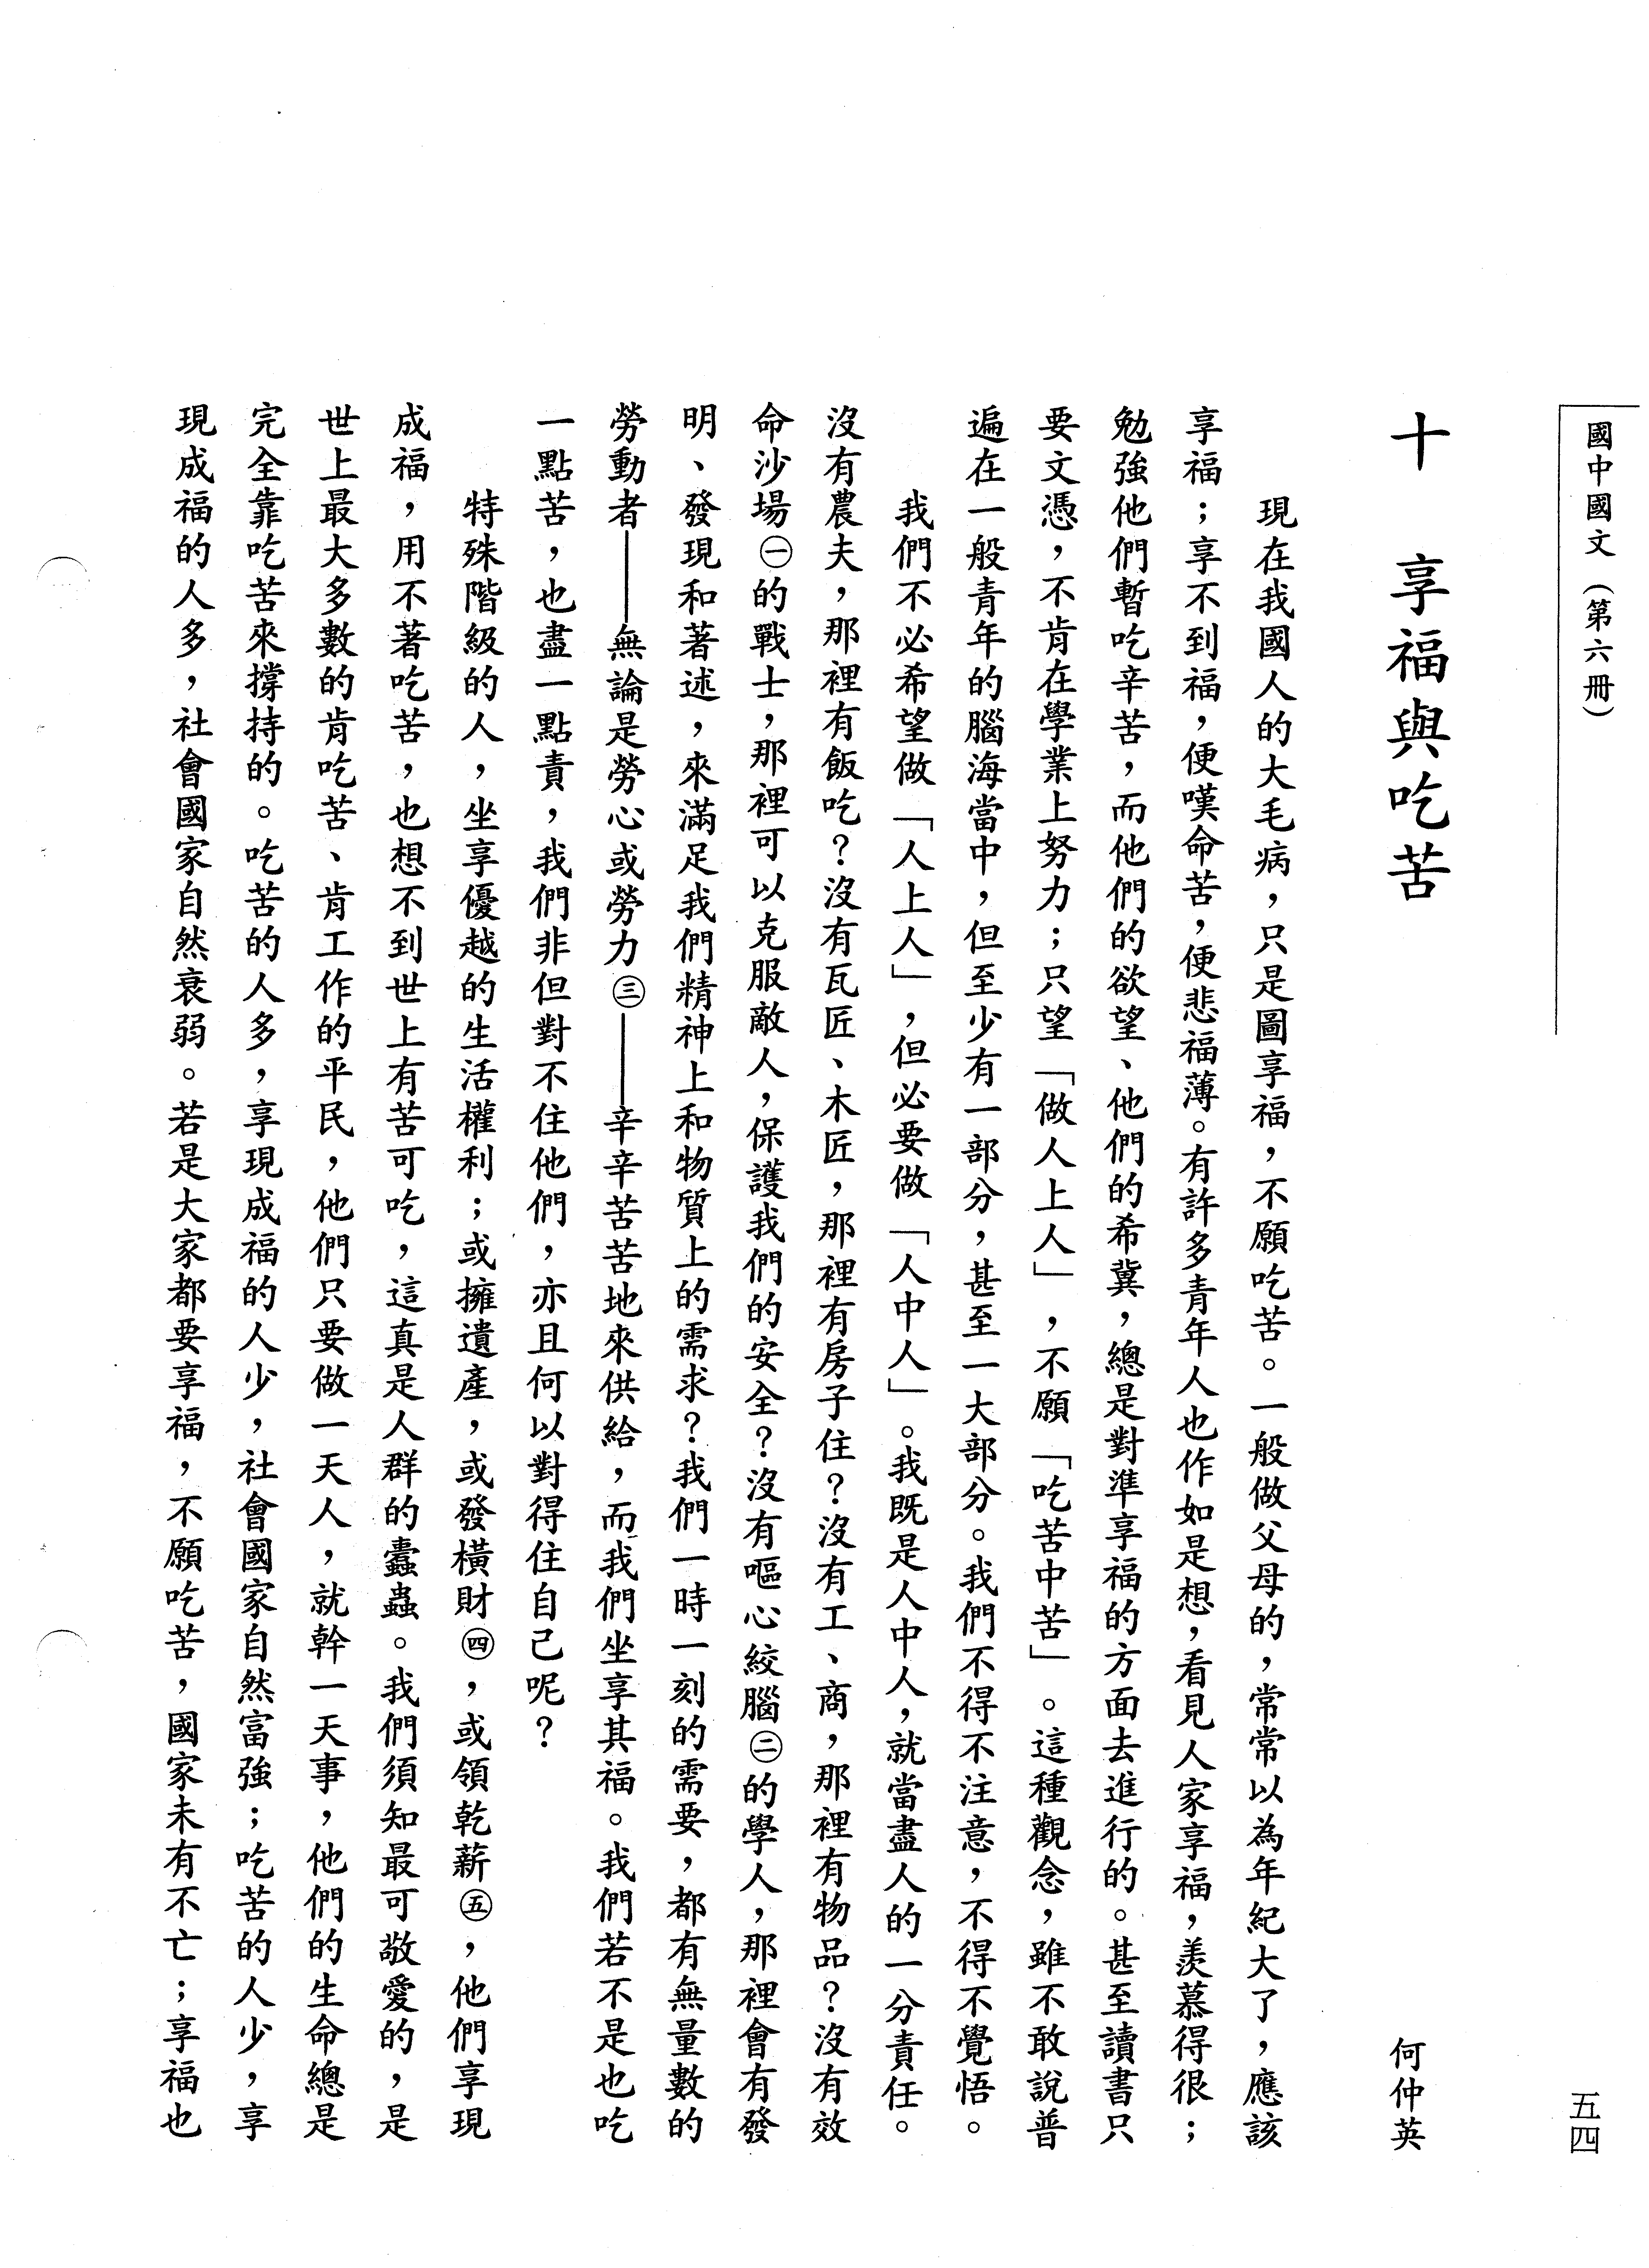 國中國文(第六冊)
五四
十 享福與吃苦
何仲英
現在我國人的大毛病，只是圖享福，不願吃苦。一般做父母的，常常以為年紀大了，應該
享福；享不到福，便嘆命苦，便悲福薄。有許多青年人也作如是想，看見人家享福，羨慕得很；
勉強他們暫吃辛苦，而他們的欲望、他們的希冀，總是對準享福的方面去進行的。甚至讀書只
要文憑，不肯在學業上努力；只望「做人上人」，不願「吃苦中苦」。這種觀念，雖不敢說普
遍在一般青年的腦海當中，但至少有一部分，甚至一大部分。我們不得不注意，不得不覺悟。
我們不必希望做「人上人」，但必要做「人中人」。我既是人中人，就當盡人的一分責任。
沒有農夫，那裡有飯吃？沒有瓦匠、木匠，那裡有房子住？沒有工、商，那裡有物品？沒有效
命沙場㊀的戰士，那裡可以克服敵人，保護我們的安全？沒有嘔心絞腦㊁的學人，那裡會有發
明、發現和著述，來滿足我們精神上和物質上的需求？我們一時一刻的需要，都有無量數的
勞動者——無論是勞心或勞力㊂——辛辛苦苦地來供給，而我們坐享其福。我們若不是也吃
一點苦，也盡一點責，我們非但對不住他們，亦且何以對得住自己呢？
特殊階級的人，坐享優越的生活權利；或擁遺產，或發橫財㊃，或領乾薪㊄，他們享現
成福，用不著吃苦，也想不到世上有苦可吃，這真是人群的蠹蟲。我們須知最可敬愛的，是
世上最大多數的肯吃苦、肯工作的平民，他們只要做一天人，就幹一天事，他們的生命總是
完全靠吃苦來撐持的。吃苦的人多，享現成福的人少，社會國家自然富強；吃苦的人少，享
現成福的人多，社會國家自然衰弱。若是大家都要享福，不願吃苦，國家未有不亡；享福也